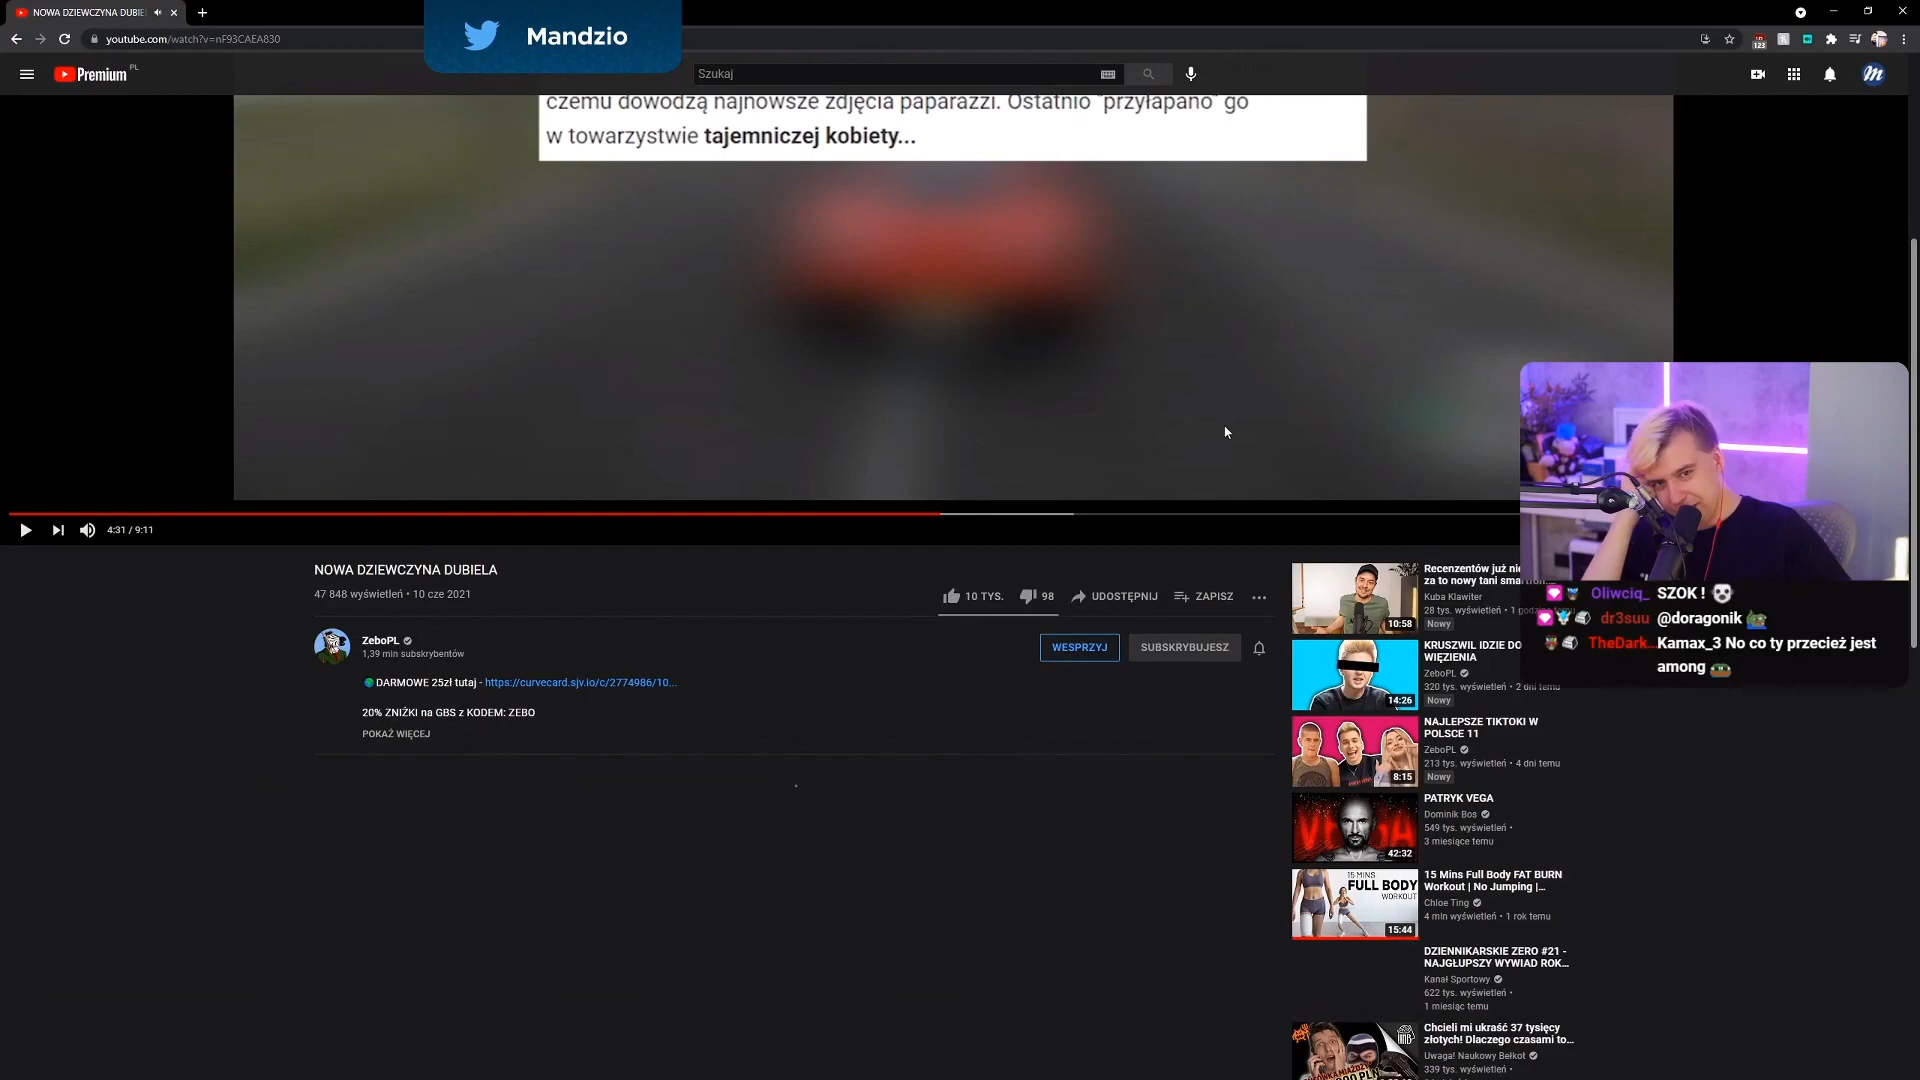 NOWA DZIEWCZYNA DUBIE
youtube.com/watch?v=nF93CAEA830
Mandzio
123
Premium PL
Szukaj
czemu dowodzą najnowsze zdjęcia paparazzi. Ostatnio "przyłapano" go
w towarzystwie tajemniczej kobiety...
4:31 / 9:11
NOWA DZIEWCZYNA DUBIELA
47 848 wyświetleń • 10 cze 2021
10 TYS.
98
UDOSTĘPNIJ
ZAPISZ
ZeboPL
1,39 mln subskrybentów
WESPRZYJ
SUBSKRYBUJESZ
DARMOWE 25zł tutaj - https://curvecard.sjv.io/c/2774986/10...
20% ZNIŻKI na GBS z KODEM: ZEBO
POKAŻ WIĘCEJ
10:58
Recenzentów już
za to nowy tani
Kuba Klawiter
28 tys. wyświetleń • 1
Nowy
14:26
KRUSZWIL IDZIE DO
WIĘZIENIA
ZeboPL
320 tys. wyświetleń • 2 dni temu
Nowy
8:15
NAJLEPSZE TIKTOKI W
POLSCE 11
ZeboPL
213 tys. wyświetleń • 4 dni temu
Nowy
42:32
PATRYK VEGA
Dominik Bos
549 tys. wyświetleń •
3 miesiące temu
15 MINS
FULL BODY
WORKOUT
15:44
15 Mins Full Body FAT BURN
Workout | No Jumping |...
Chloe Ting
4 mln wyświetleń • 1 rok temu
DZIENNIKARSKIE ZERO #21 -
NAJGŁUPSZY WYWIAD ROK...
Kanał Sportowy
622 tys. wyświetleń •
1 miesiąc temu
Chcieli mi ukraść 37 tysięcy
złotych! Dlaczego czasami to...
Uwaga! Naukowy Bełkot
339 tys. wyświetleń •
Oliwciq_ SZOK !
dr3suu @doragonik
TheDark... Kamax_3 No co ty przecież jest
among